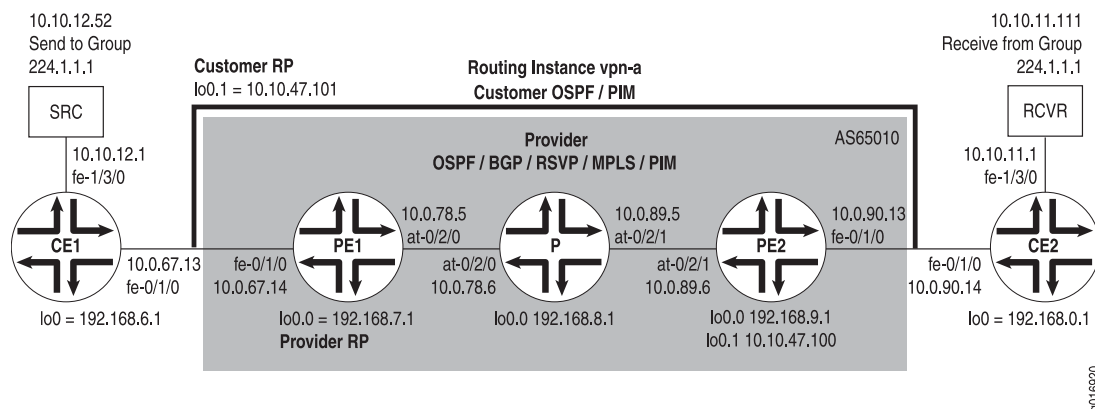 10.10.12.52
Send to Group
224.1.1.1
10.10.11.111
Receive from Group
224.1.1.1
Customer RP
lo0.1 = 10.10.47.101
Routing Instance vpn-a
Customer OSPF / PIM
SRC
RCVR
Provider
OSPF / BGP / RSVP / MPLS / PIM
AS65010
10.10.12.1
fe-1/3/0
10.10.11.1
fe-1/3/0
10.0.78.5
at-0/2/0
10.0.89.5
at-0/2/1
10.0.90.13
fe-0/1/0
CE1
PE1
P
PE2
CE2
10.0.67.13
fe-0/1/0
fe-0/1/0
10.0.67.14
at-0/2/0
10.0.78.6
at-0/2/1
10.0.89.6
fe-0/1/0
10.0.90.14
lo0 = 192.168.6.1
lo0.0 = 192.168.7.1
Provider RP
lo0.0 192.168.8.1
lo0.0 192.168.9.1
lo0.1 10.10.47.100
lo0 = 192.168.0.1
g016920